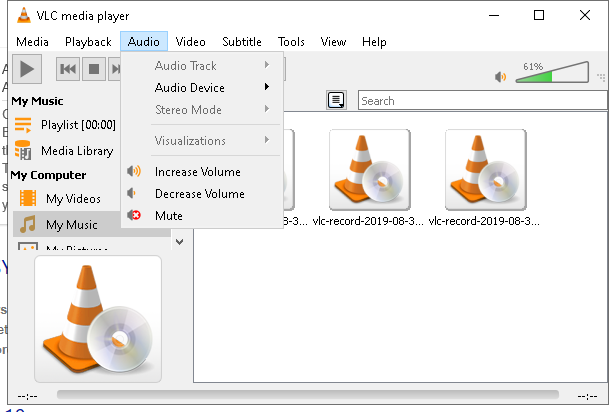 VLC media player
Media Playback Audio Video Subtitle Tools View Help
Audio Track
Audio Device
Stereo Mode
Visualizations
Increase Volume
Decrease Volume
Mute
61%
Search
My Music
Playlist [00:00]
Media Library
My Computer
My Videos
My Music
My Pictures
3...
vlc-record-2019-08-3...
vlc-record-2019-08-3...
--:--
--:--